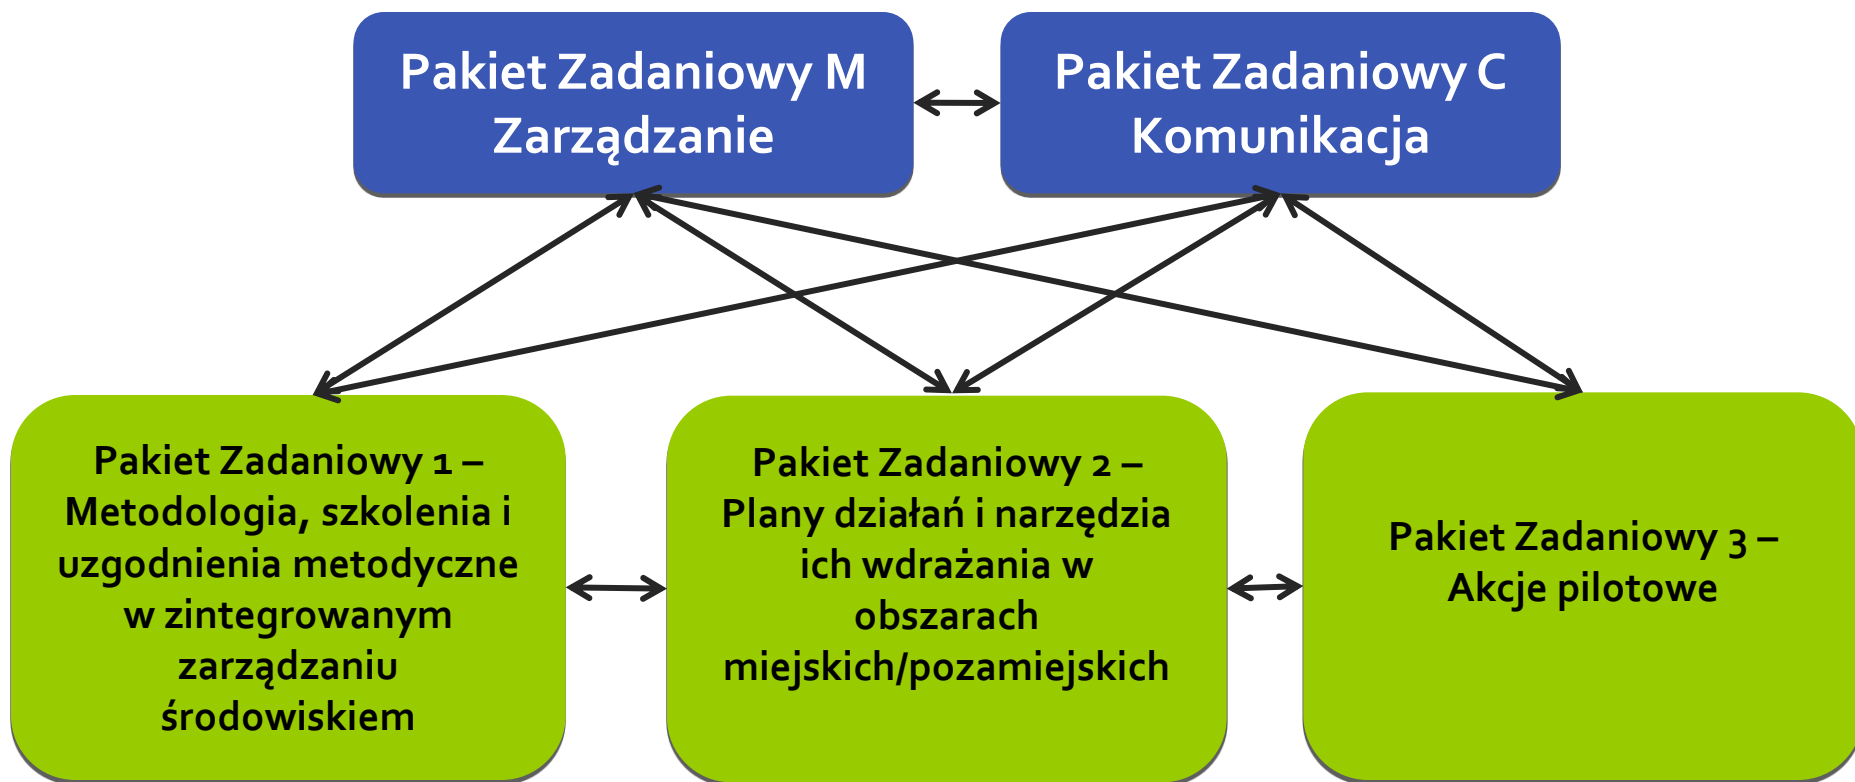 Pakiet Zadaniowy M
Zarządzanie
Pakiet Zadaniowy C
Komunikacja
Pakiet Zadaniowy 1 –
Metodologia, szkolenia i
uzgodnienia metodyczne
w zintegrowanym
zarządzaniu
środowiskiem
Pakiet Zadaniowy 2 –
Plany działań i narzędzia
ich wdrażania w
obszarach
miejskich/pozamiejskich
Pakiet Zadaniowy 3 –
Akcje pilotowe